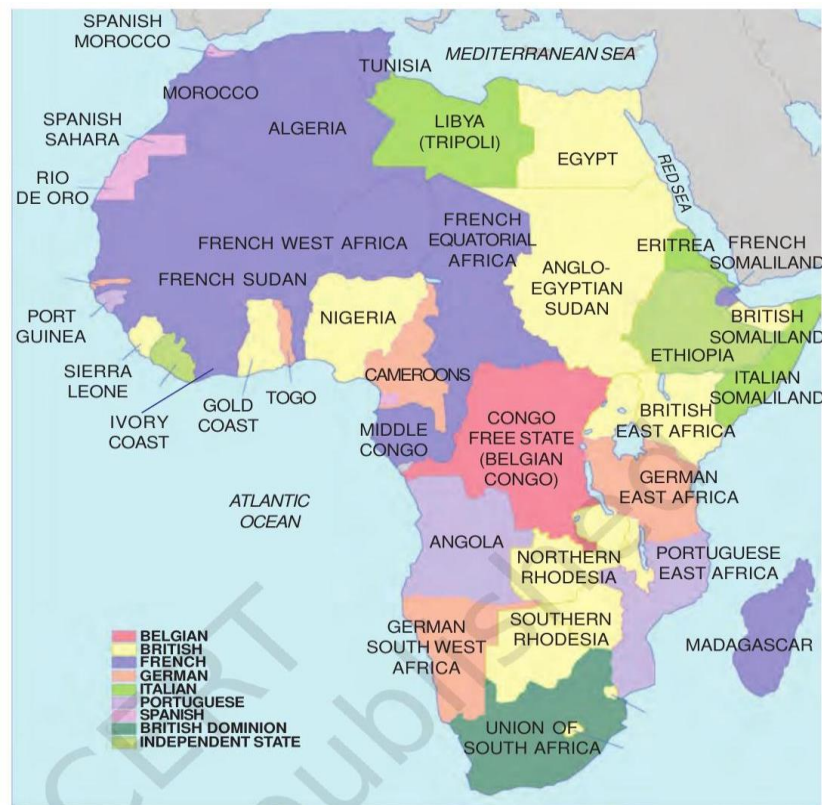 SPANISH
MOROCCO
MEDITERRANEAN SEA
TUNISIA
MOROCCO
SPANISH
SAHARA
ALGERIA
LIBYA
(TRIPOLI)
EGYPT
RED SEA
RIO
DE ORO
FRENCH WEST AFRICA
FRENCH
EQUATORIAL
AFRICA
ERITREA
FRENCH
SOMALILAND
FRENCH SUDAN
ANGLO-
EGYPTIAN
SUDAN
PORT
GUINEA
NIGERIA
BRITISH
SOMALILAND
ETHIOPIA
SIERRA
LEONE
IVORY
COAST
GOLD
COAST
TOGO
CAMEROONS
ITALIAN
SOMALILAND
MIDDLE
CONGO
CONGO
FREE STATE
(BELGIAN
CONGO)
BRITISH
EAST AFRICA
GERMAN
EAST AFRICA
ATLANTIC
OCEAN
ANGOLA
NORTHERN
RHODESIA
PORTUGUESE
EAST AFRICA
GERMAN
SOUTH WEST
AFRICA
SOUTHERN
RHODESIA
MADAGASCAR
UNION OF
SOUTH AFRICA
BELGIAN
BRITISH
FRENCH
GERMAN
ITALIAN
PORTUGUESE
SPANISH
BRITISH DOMINION
INDEPENDENT STATE